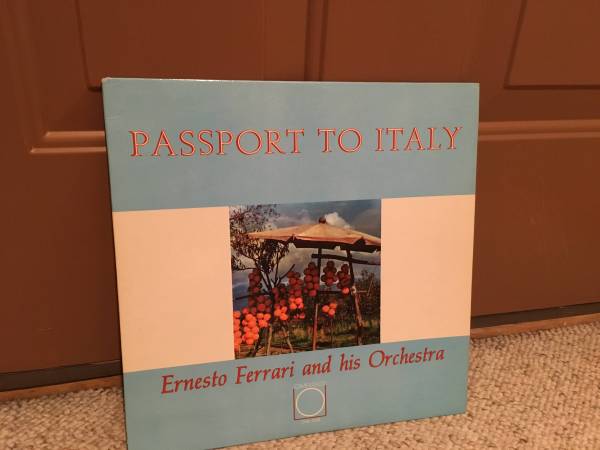 PASSPORT TO ITALY
Ernesto Ferrari and his Orchestra